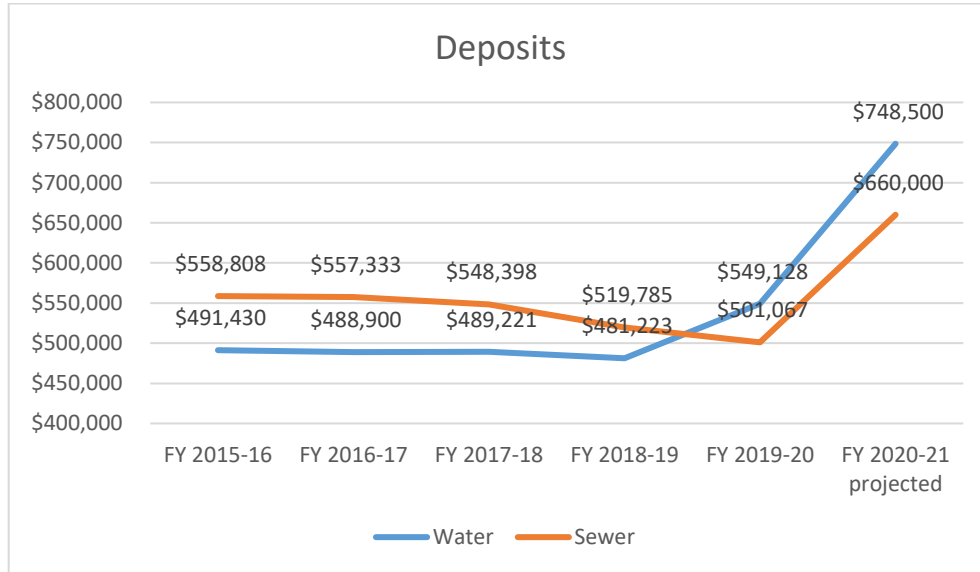 Deposits
$800,000
$750,000
$700,000
$650,000
$600,000
$550,000
$500,000
$450,000
$400,000
$748,500
$660,000
$558,808 $557,333 $548,398 $519,785 $549,128
$491,430 $488,900 $489,221 $481,223 $501,067
FY 2015-16 FY 2016-17 FY 2017-18 FY 2018-19 FY 2019-20 FY 2020-21
projected
Water Sewer